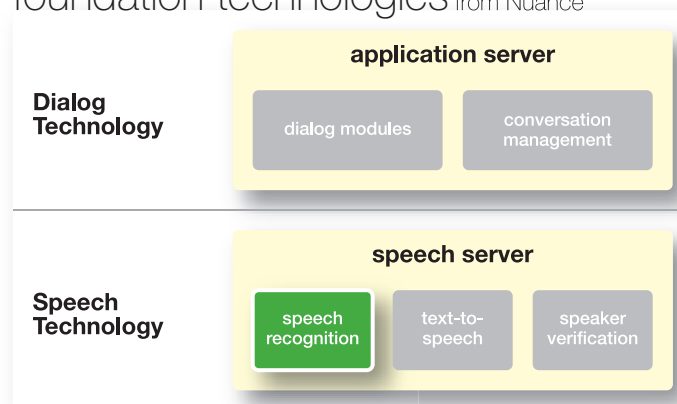 foundation technologies from Nuance
application server
Dialog
Technology
dialog modules
conversation
management
speech server
Speech
Technology
speech
recognition
text-to-
speech
speaker
verification